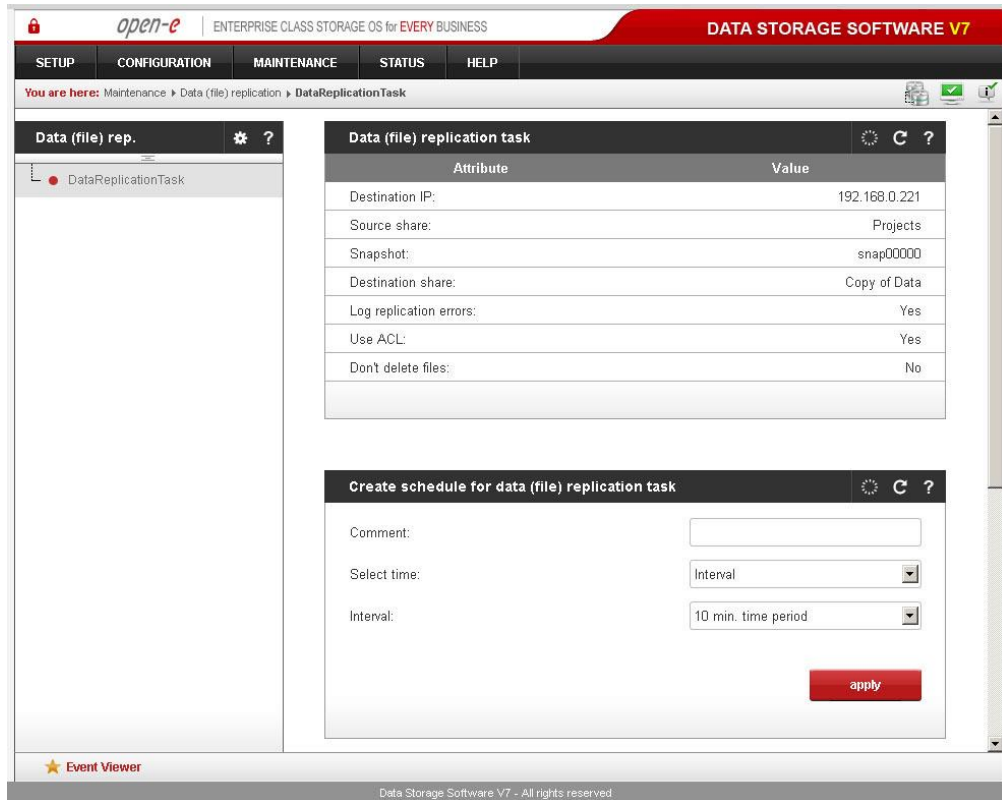 open-e ENTERPRISE CLASS STORAGE OS for EVERY BUSINESS DATA STORAGE SOFTWARE V7
SETUP CONFIGURATION MAINTENANCE STATUS HELP
You are here: Maintenance Data (file) replication DataReplicationTask
Data (file) rep. ?
DataReplicationTask
Data (file) replication task ?
Attribute Value
Destination IP: 192.168.0.221
Source share: Projects
Snapshot: snap00000
Destination share: Copy of Data
Log replication errors: Yes
Use ACL: Yes
Don't delete files: No
Create schedule for data (file) replication task ?
Comment:
Select time: Interval
Interval: 10 min. time period
apply
Event Viewer
Data Storage Software V7 - All rights reserved